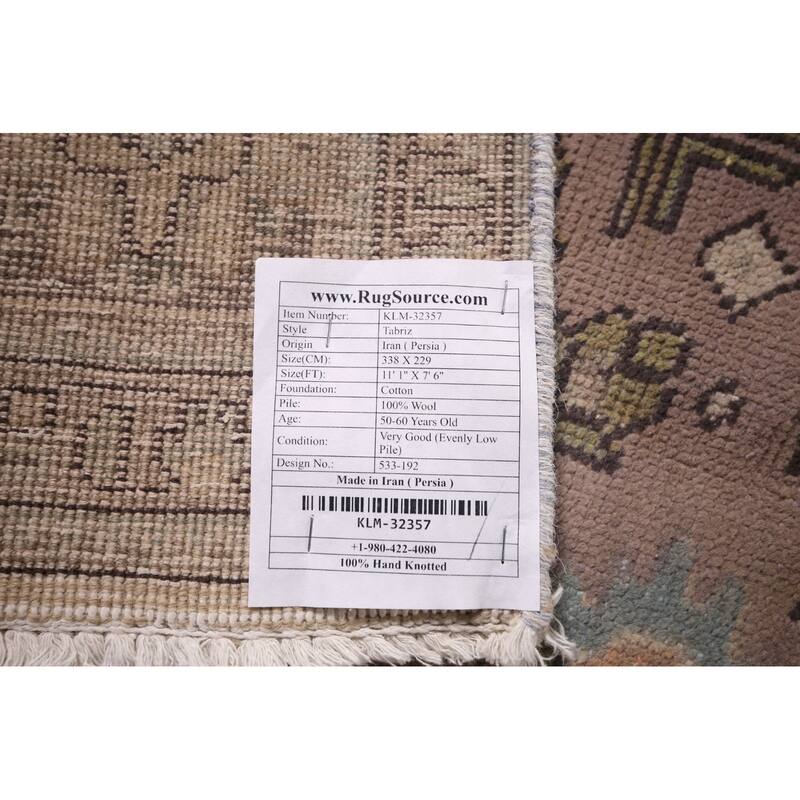 www.RugSource.com
Item Number: KLM-32357
Style Tabriz
Origin Iran ( Persia )
Size(CM): 338 X 229
Size(FT): 11' 1" X 7' 6"
Foundation: Cotton
Pile: 100% Wool
Age: 50-60 Years Old
Condition: Very Good (Evenly Low
Pile)
Design No.: 533-192
Made in Iran ( Persia )
KLM-32357
+1-980-422-4080
100% Hand Knotted